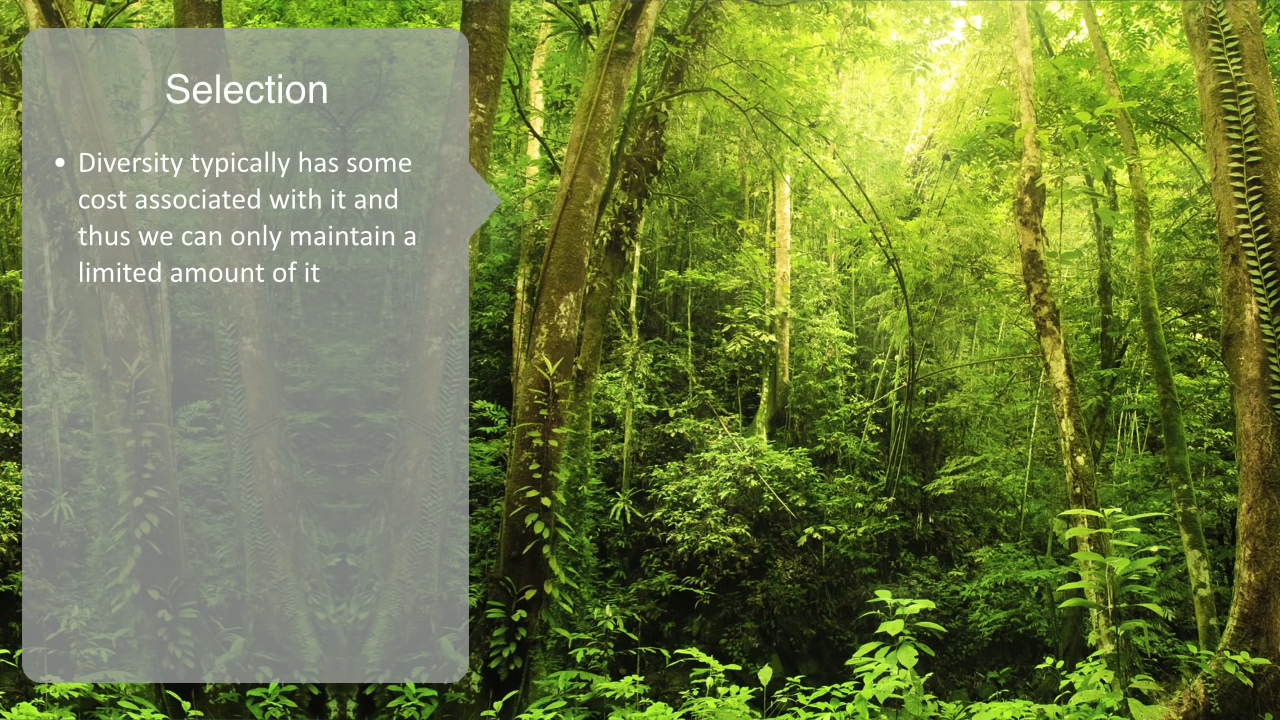 Selection
• Diversity typically has some
cost associated with it and
thus we can only maintain a
limited amount of it